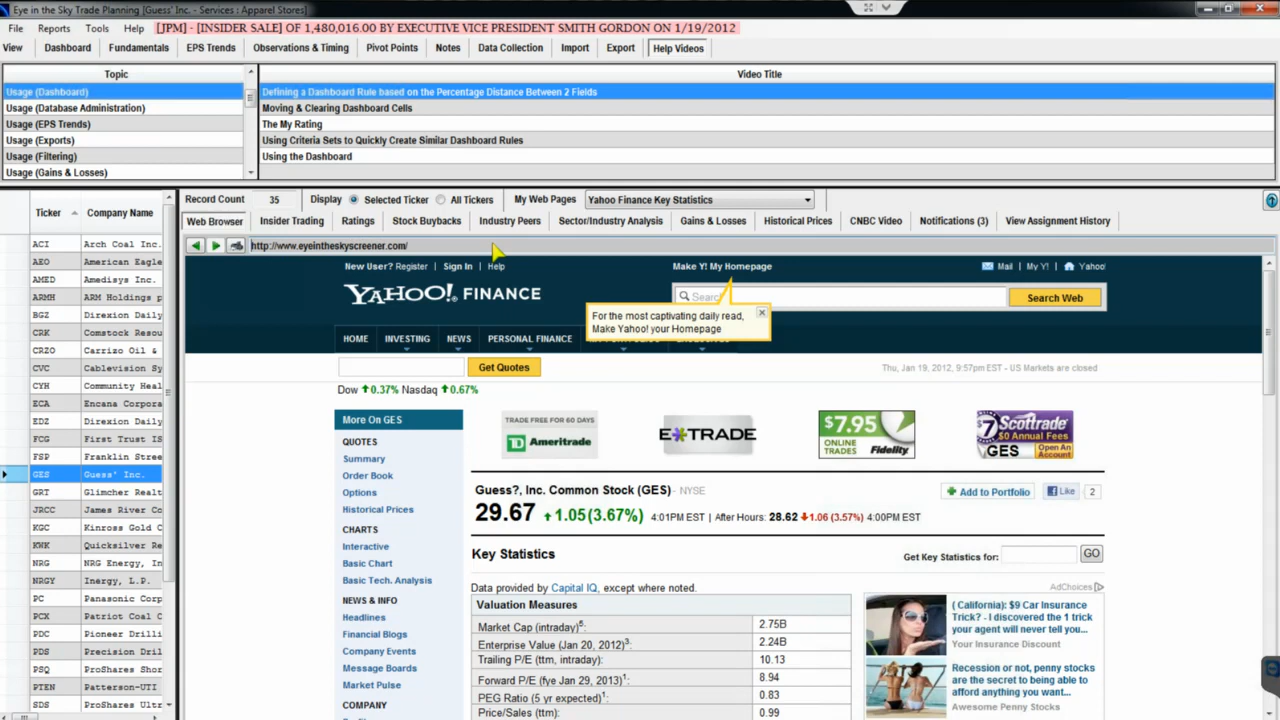 Eye in the Sky Trade Planning [Guess' Inc. - Services : Apparel Stores]
File Reports Tools Help [JPM] - [INSIDER SALE] OF 1,480,016.00 BY EXECUTIVE VICE PRESIDENT SMITH GORDON ON 1/19/2012
View Dashboard Fundamentals EPS Trends Observations & Timing Pivot Points Notes Data Collection Import Export Help Videos
Topic Video Title
Usage (Dashboard) Defining a Dashboard Rule based on the Percentage Distance Between 2 Fields
Usage (Database Administration) Moving & Clearing Dashboard Cells
Usage (EPS Trends) The My Rating
Usage (Exports) Using Criteria Sets to Quickly Create Similar Dashboard Rules
Usage (Filtering) Using the Dashboard
Usage (Gains & Losses)
Record Count 35 Display Selected Ticker All Tickers My Web Pages Yahoo Finance Key Statistics
Web Browser Insider Trading Ratings Stock Buybacks Industry Peers Sector/Industry Analysis Gains & Losses Historical Prices CNBC Video Notifications (3) View Assignment History
http://www.eyeintheskyscreener.com/
Ticker Company Name
ACI Arch Coal Inc.
AEO American Eagle
AMED Amedisys Inc.
ARMH ARM Holdings p
BGZ Direxion Daily
CRK Comstock Resou
CRZO Carrizo Oil &
CVC Cablevision Sy
CYH Community Heal
ECA Encana Corpora
EDZ Direxion Daily
FCG First Trust IS
FSP Franklin Stree
GES Guess' Inc.
GRT Glimcher Realt
JRCC James River Co
KGC Kinross Gold C
KWK Quicksilver Re
NRG NRG Energy, In
NRGY Inergy, L.P.
PC Panasonic Corp
PCX Patriot Coal C
PDC Pioneer Drilli
PDS Precision Dril
PSQ ProShares Shor
PTEN Patterson-UTI
SDS ProShares Ultr
New User? Register Sign In Help Make Y! My Homepage Mail My Y! Yahoo!
YAHOO! FINANCE
Search Web
For the most captivating daily read,
Make Yahoo! your Homepage
HOME INVESTING NEWS PERSONAL FINANCE
Get Quotes
Thu, Jan 19, 2012, 9:57pm EST - US Markets are closed
Dow 0.37% Nasdaq 0.67%
More On GES
QUOTES
Summary
Order Book
Options
Historical Prices
CHARTS
Interactive
Basic Chart
Basic Tech. Analysis
NEWS & INFO
Headlines
Financial Blogs
Company Events
Message Boards
Market Pulse
COMPANY
TRADE FREE FOR 60 DAYS
TD Ameritrade
E*TRADE
$7.95
ONLINE TRADES Fidelity
$7 Scottrade
$0 Annual Fees
GES Open An Account
Guess?, Inc. Common Stock (GES) - NYSE
Add to Portfolio Like 2
29.67 1.05(3.67%) 4:01PM EST | After Hours: 28.62 1.06 (3.57%) 4:00PM EST
Key Statistics
Get Key Statistics for: GO
Data provided by Capital IQ, except where noted.
AdChoices
Valuation Measures
Market Cap (intraday)5: 2.75B
Enterprise Value (Jan 20, 2012)3: 2.24B
Trailing P/E (ttm, intraday): 10.13
Forward P/E (fye Jan 29, 2013)1: 8.94
PEG Ratio (5 yr expected)1: 0.83
Price/Sales (ttm): 0.99
( California): $9 Car Insurance
Trick? - I discovered the 1 trick
your agent will never tell you...
Your Insurance Discount
Recession or not, penny stocks
are the secret to being able to
afford anything you want...
Awesome Penny Stocks